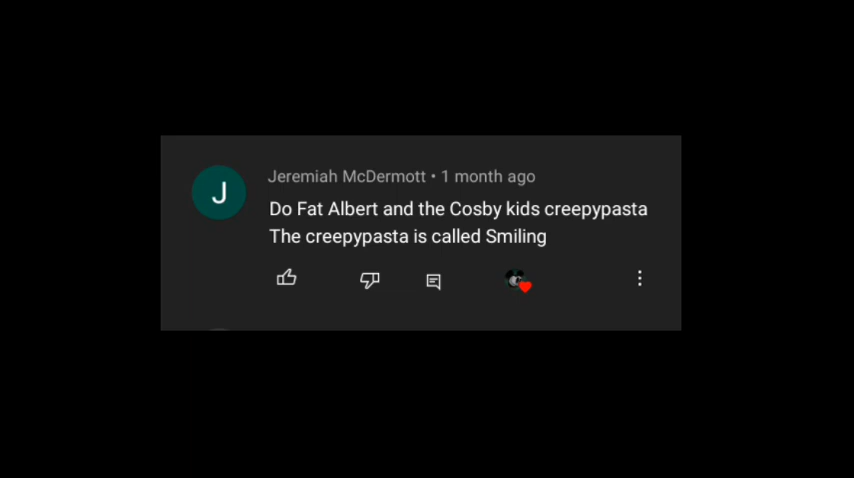 J
Jeremiah McDermott • 1 month ago
Do Fat Albert and the Cosby kids creepypasta
The creepypasta is called Smiling